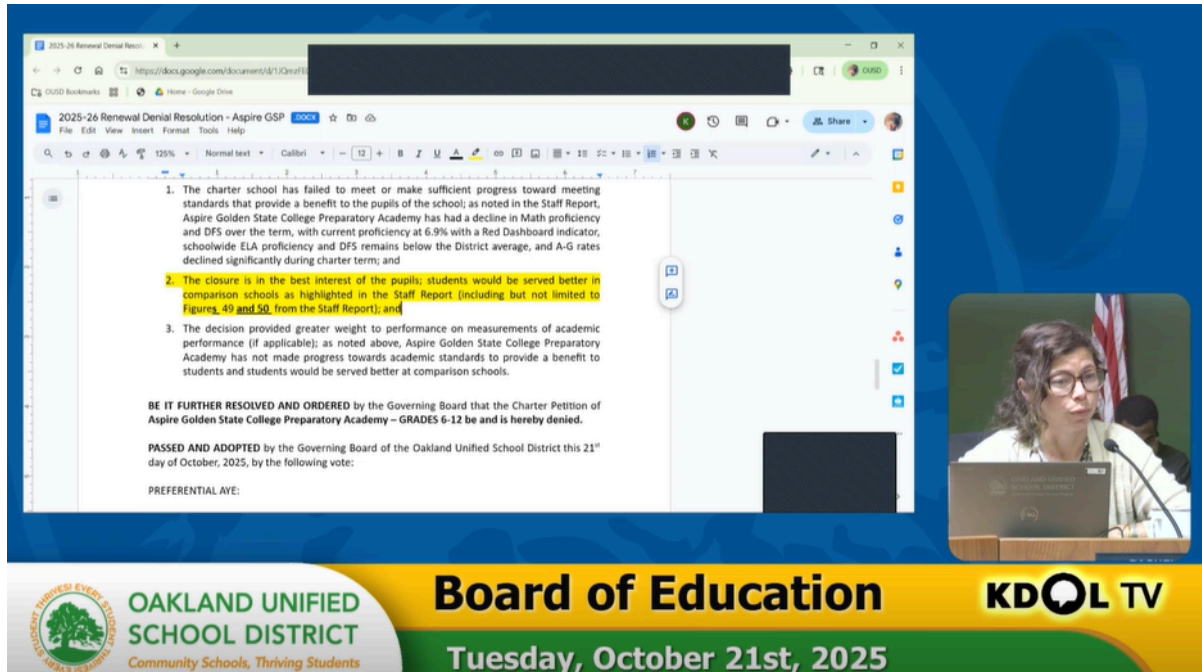 2025-26 Renewal Denial Resol
https://docs.google.com/document/d/1JQmzFE
OUSD
OUSD Bookmarks
Home - Google Drive
2025-26 Renewal Denial Resolution - Aspire GSP .DOCX
Share
File Edit View Insert Format Tools Help
125% Normal text Calibri 12 B I U A
1. The charter school has failed to meet or make sufficient progress toward meeting
standards that provide a benefit to the pupils of the school; as noted in the Staff Report,
Aspire Golden State College Preparatory Academy has had a decline in Math proficiency
and DFS over the term, with current proficiency at 6.9% with a Red Dashboard indicator,
schoolwide ELA proficiency and DFS remains below the District average, and A-G rates
declined significantly during charter term; and
2. The closure is in the best interest of the pupils; students would be served better in
comparison schools as highlighted in the Staff Report (including but not limited to
Figures 49 and 50 from the Staff Report); and
3. The decision provided greater weight to performance on measurements of academic
performance (if applicable); as noted above, Aspire Golden State College Preparatory
Academy has not made progress towards academic standards to provide a benefit to
students and students would be served better at comparison schools.
BE IT FURTHER RESOLVED AND ORDERED by the Governing Board that the Charter Petition of
Aspire Golden State College Preparatory Academy – GRADES 6-12 be and is hereby denied.
PASSED AND ADOPTED by the Governing Board of the Oakland Unified School District this 21st
day of October, 2025, by the following vote:
PREFERENTIAL AYE:
OAKLAND UNIFIED
SCHOOL DISTRICT
EVERY STUDENT THRIVES!
OAKLAND UNIFIED
SCHOOL DISTRICT
Community Schools, Thriving Students
Board of Education
KDOL TV
Tuesday, October 21st, 2025